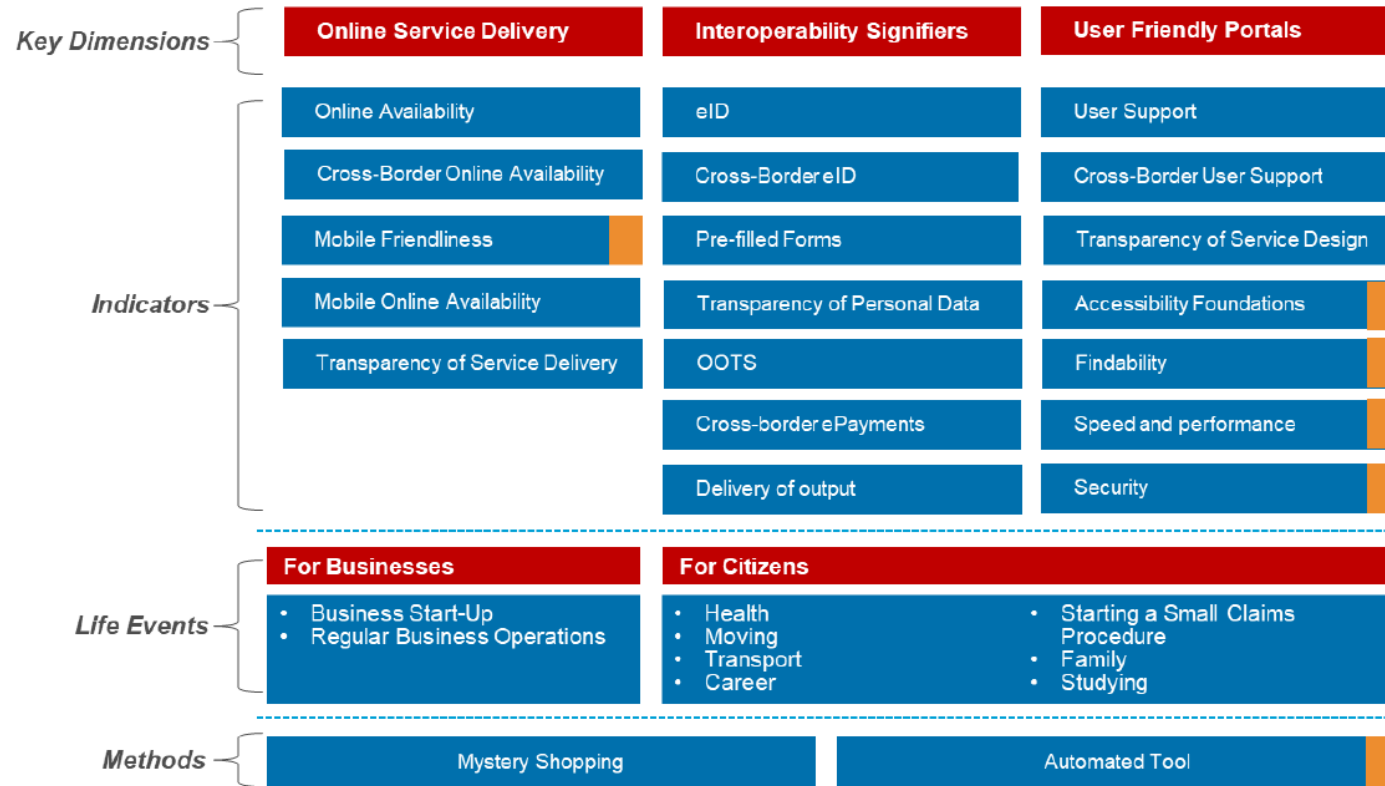 Key Dimensions
Online Service Delivery
Interoperability Signifiers
User Friendly Portals
Indicators
Online Availability
Cross-Border Online Availability
Mobile Friendliness
Mobile Online Availability
Transparency of Service Delivery
eID
Cross-Border eID
Pre-filled Forms
Transparency of Personal Data
OOTS
Cross-border ePayments
Delivery of output
User Support
Cross-Border User Support
Transparency of Service Design
Accessibility Foundations
Findability
Speed and performance
Security
Life Events
For Businesses
• Business Start-Up
• Regular Business Operations
For Citizens
• Health
• Moving
• Transport
• Career
• Starting a Small Claims
Procedure
• Family
• Studying
Methods
Mystery Shopping
Automated Tool